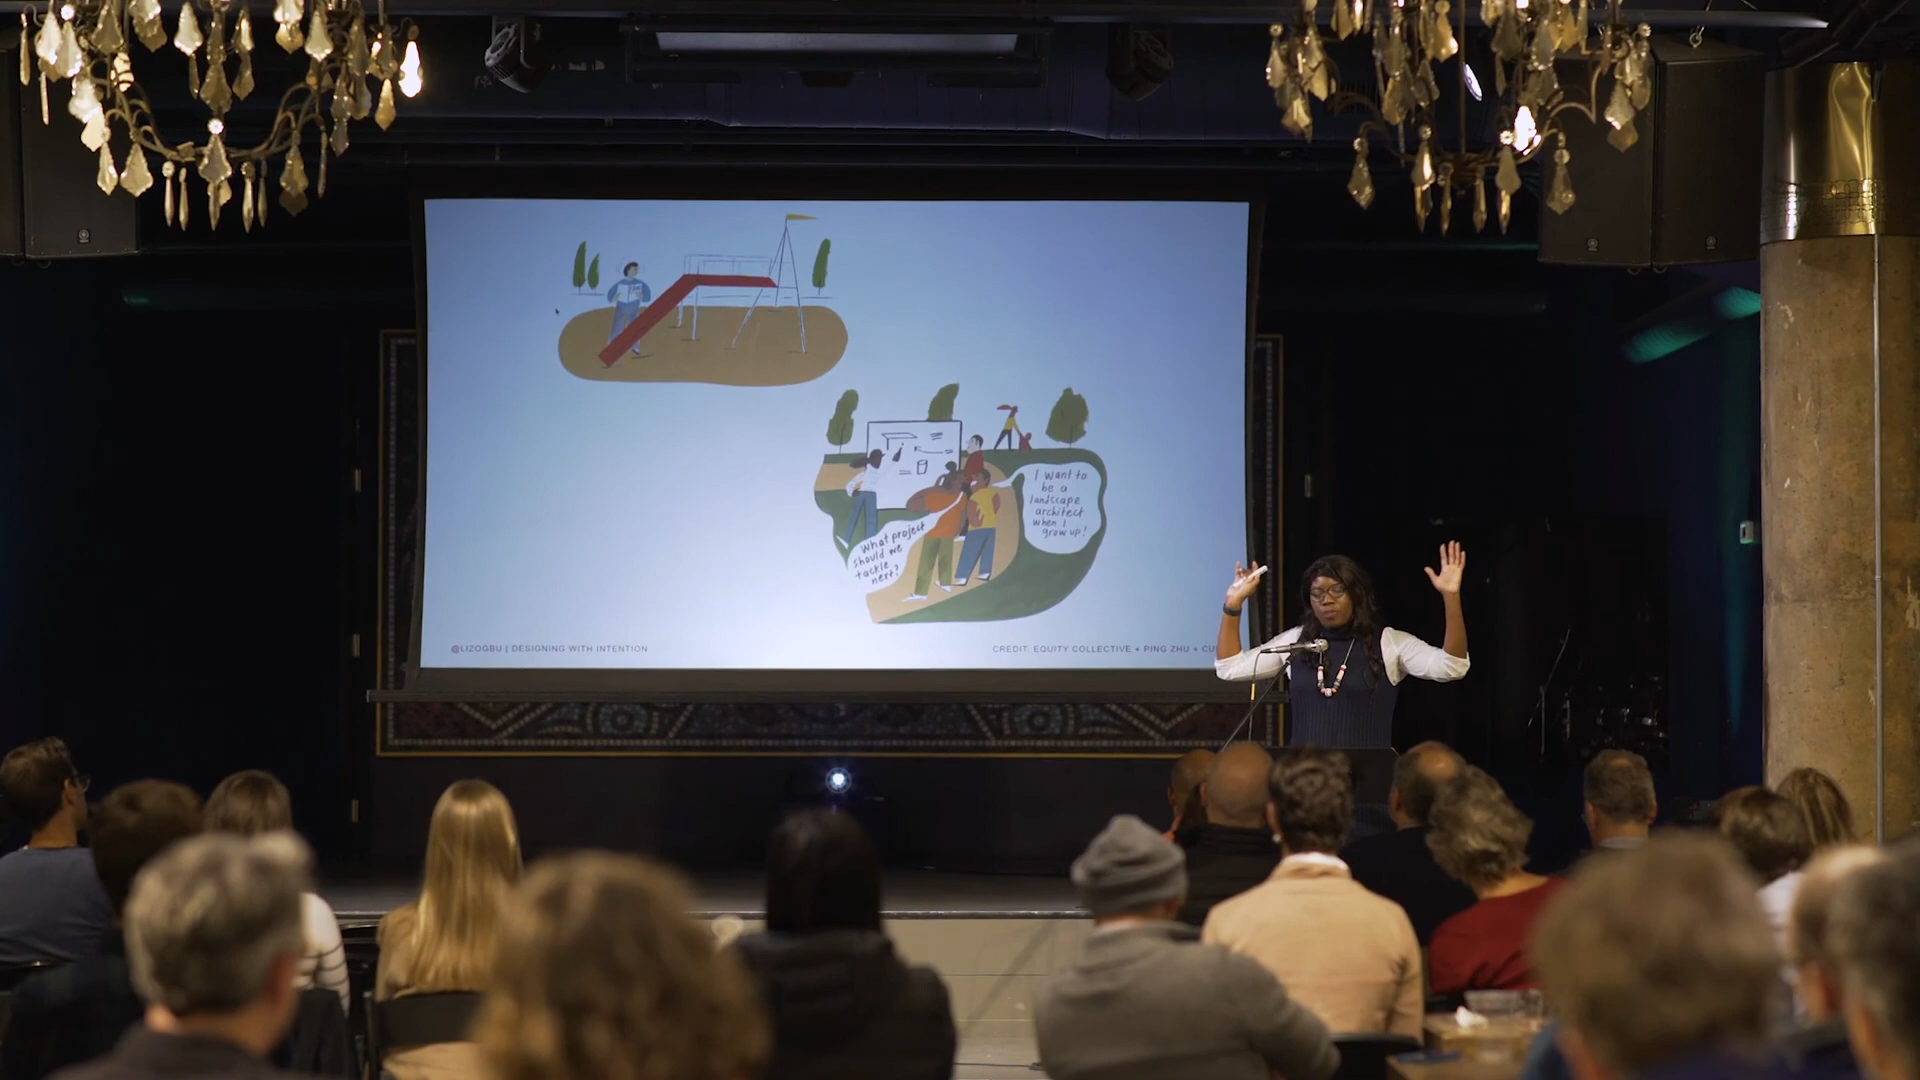 I want to
be a
landscape
architect
when I
grow up!
What project
should we
tackle
next?
@LIZOGBU | DESIGNING WITH INTENTION
CREDIT: EQUITY COLLECTIVE + PING ZHU +